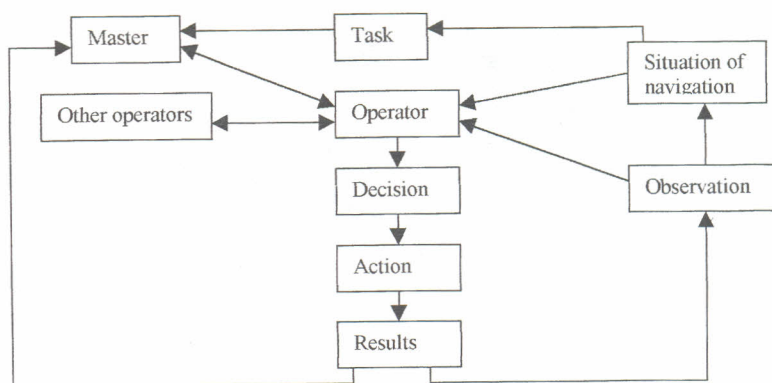 Master
Task
Situation of
navigation
Other operators
Operator
Decision
Observation
Action
Results